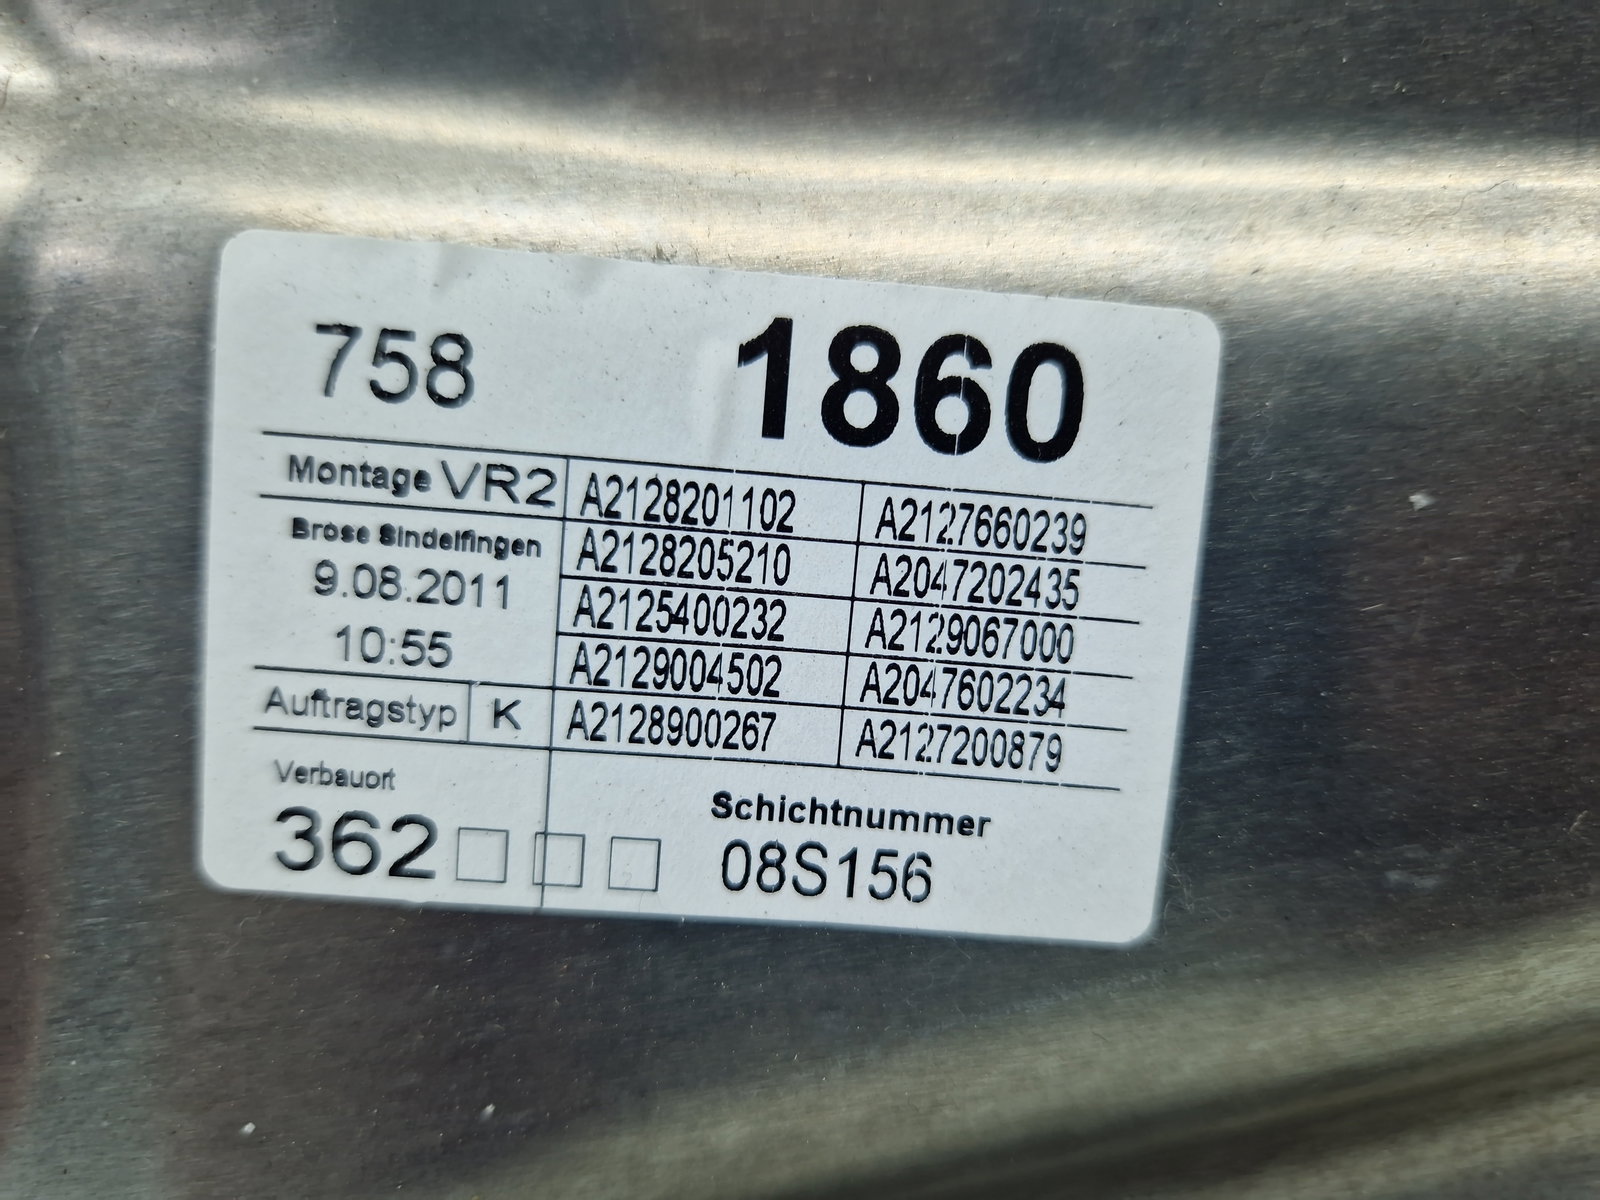 758 1860
Montage VR2 A2128201102 A2127660239
Brose Sindelfingen A2128205210 A2047202435
9.08.2011 A2125400232 A2129067000
10:55 A2129004502 A2047602234
Auftragstyp K A2128900267 A2127200879
Verbauort Schichtnummer
362 08S156